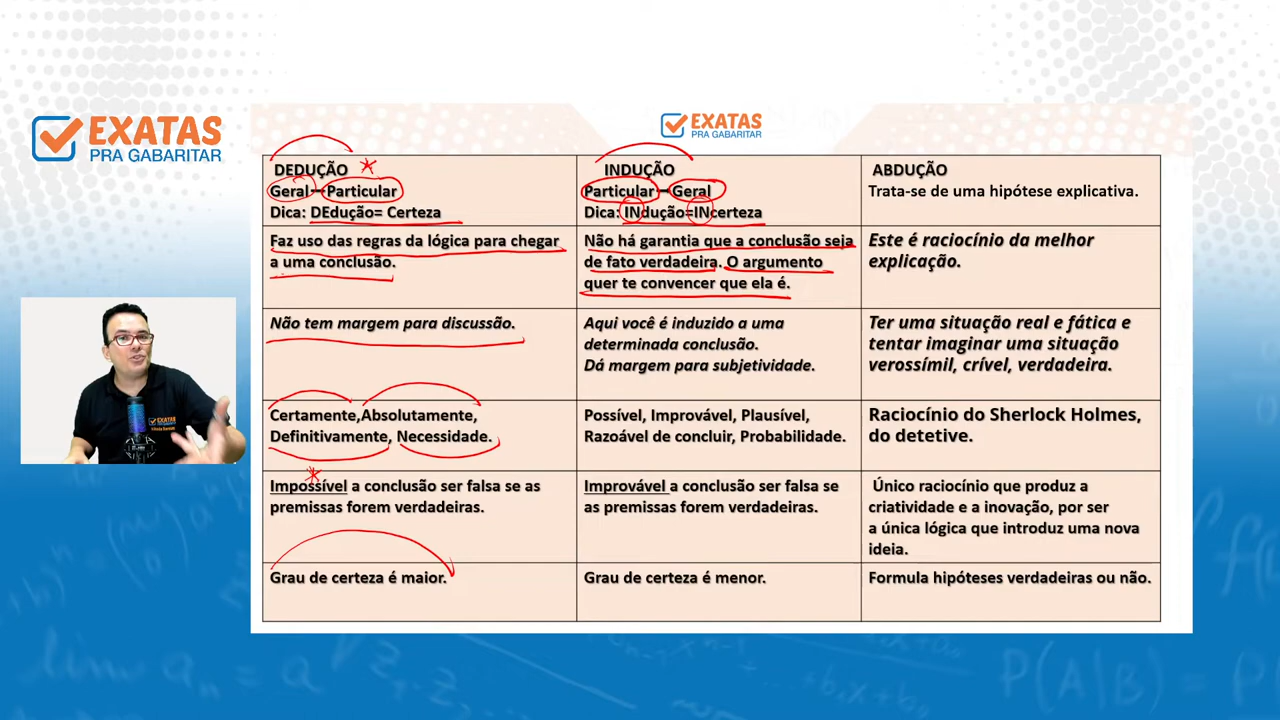 EXATAS
PRA GABARITAR
EXATAS
PRA GABARITAR
DEDUÇÃO
Geral—Particular
Dica: DEdução= Certeza
INDUÇÃO
Particular—Geral
Dica: INdução=INcerteza
ABDUÇÃO
Trata-se de uma hipótese explicativa.
Faz uso das regras da lógica para chegar
a uma conclusão.
Não há garantia que a conclusão seja
de fato verdadeira. O argumento
quer te convencer que ela é.
Este é raciocínio da melhor
explicação.
Não tem margem para discussão.
Aqui você é induzido a uma
determinada conclusão.
Dá margem para subjetividade.
Ter uma situação real e fática e
tentar imaginar uma situação
verossímil, crível, verdadeira.
Certamente,Absolutamente,
Definitivamente, Necessidade.
Possível, Improvável, Plausível,
Razoável de concluir, Probabilidade.
Raciocínio do Sherlock Holmes,
do detetive.
Impossível a conclusão ser falsa se as
premissas forem verdadeiras.
Improvável a conclusão ser falsa se
as premissas forem verdadeiras.
Único raciocínio que produz a
criatividade e a inovação, por ser
a única lógica que introduz uma nova
ideia.
Grau de certeza é maior.
Grau de certeza é menor.
Formula hipóteses verdadeiras ou não.
EXATAS
P(A|B) =